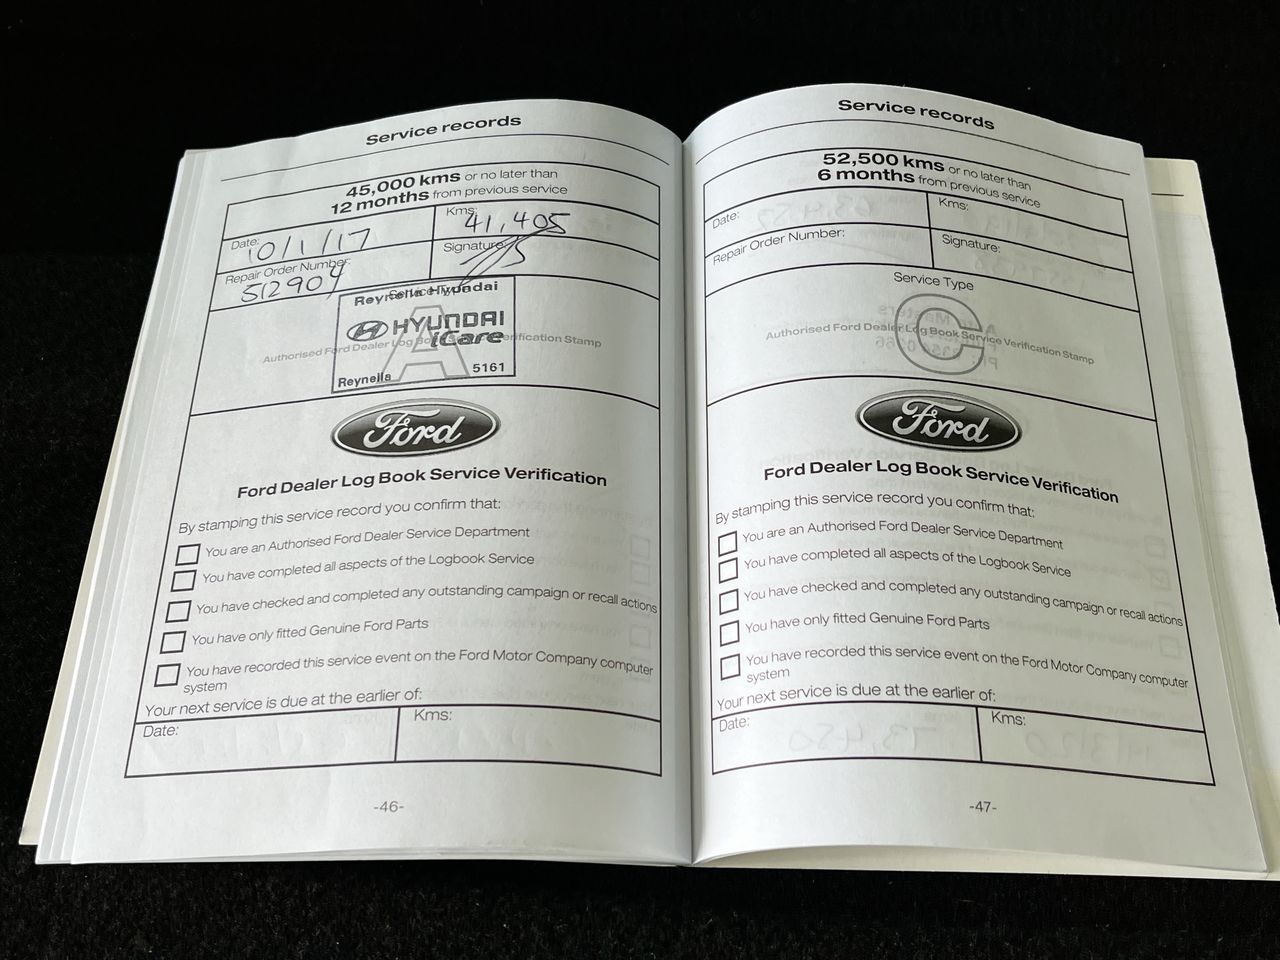 Service records
45,000 kms or no later than
12 months from previous service
Date: 10/1/17
Kms: 41,405
Repair Order Number: 512904
Signature:
Service Type
Reynella Hyundai
HYUNDAI
iCare
Reynella 5161
A
Authorised Ford Dealer Log Book Service Verification Stamp
Ford
Ford Dealer Log Book Service Verification
By stamping this service record you confirm that:
You are an Authorised Ford Dealer Service Department
You have completed all aspects of the Logbook Service
You have checked and completed any outstanding campaign or recall actions
You have only fitted Genuine Ford Parts
You have recorded this service event on the Ford Motor Company computer
system
Your next service is due at the earlier of:
Date:
Kms:
-46-
Service records
52,500 kms or no later than
6 months from previous service
Date:
Kms:
Repair Order Number:
Signature:
Service Type
C
Authorised Ford Dealer Log Book Service Verification Stamp
Ford
Ford Dealer Log Book Service Verification
By stamping this service record you confirm that:
You are an Authorised Ford Dealer Service Department
You have completed all aspects of the Logbook Service
You have checked and completed any outstanding campaign or recall actions
You have only fitted Genuine Ford Parts
You have recorded this service event on the Ford Motor Company computer
system
Your next service is due at the earlier of:
Date:
Kms:
-47-